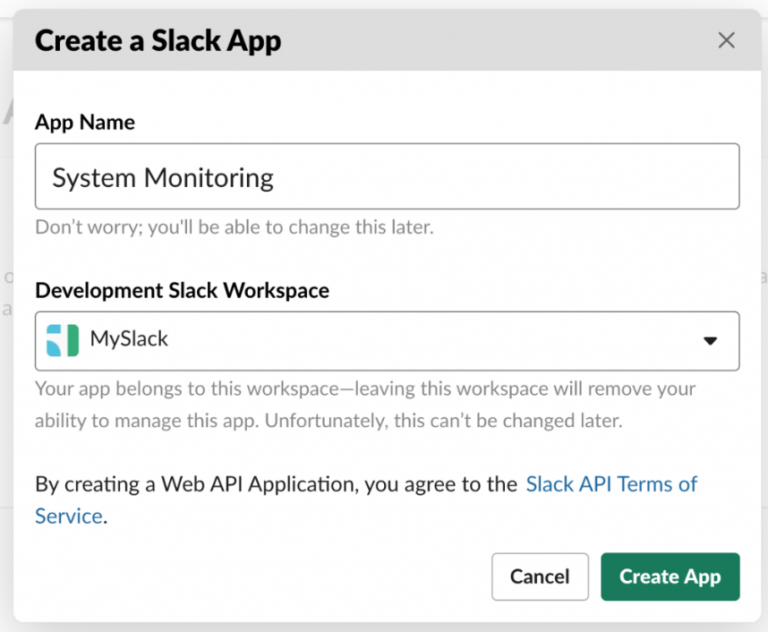 Create a Slack App
App Name
System Monitoring
Don't worry; you'll be able to change this later.
Development Slack Workspace
MySlack
Your app belongs to this workspace—leaving this workspace will remove your
ability to manage this app. Unfortunately, this can't be changed later.
By creating a Web API Application, you agree to the Slack API Terms of
Service.
Cancel
Create App